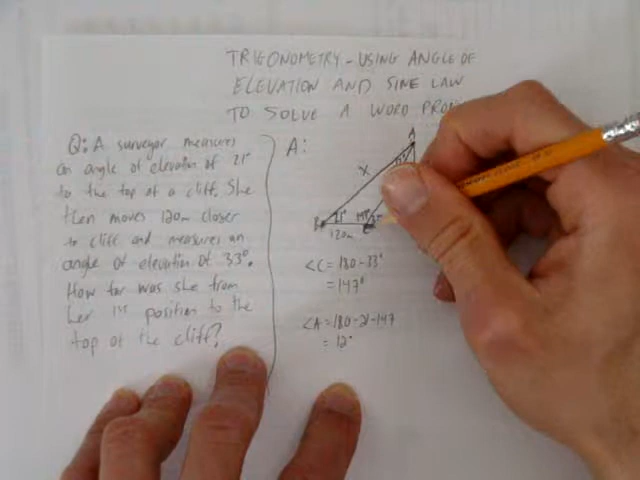 TRIGONOMETRY - USING ANGLE OF
ELEVATION AND SINE LAW
TO SOLVE A WORD PRO
Q: A surveyor measures
an angle of elevation of 21°
to the top of a cliff. She
then moves 120m closer
to cliff and measures an
angle of elevation of 33°.
How far was she from
her 1st position to the
top of the cliff?
A:
A
x
B 21° 147° C
120m
<C = 180-33°
= 147°
<A = 180-21-147
= 12°